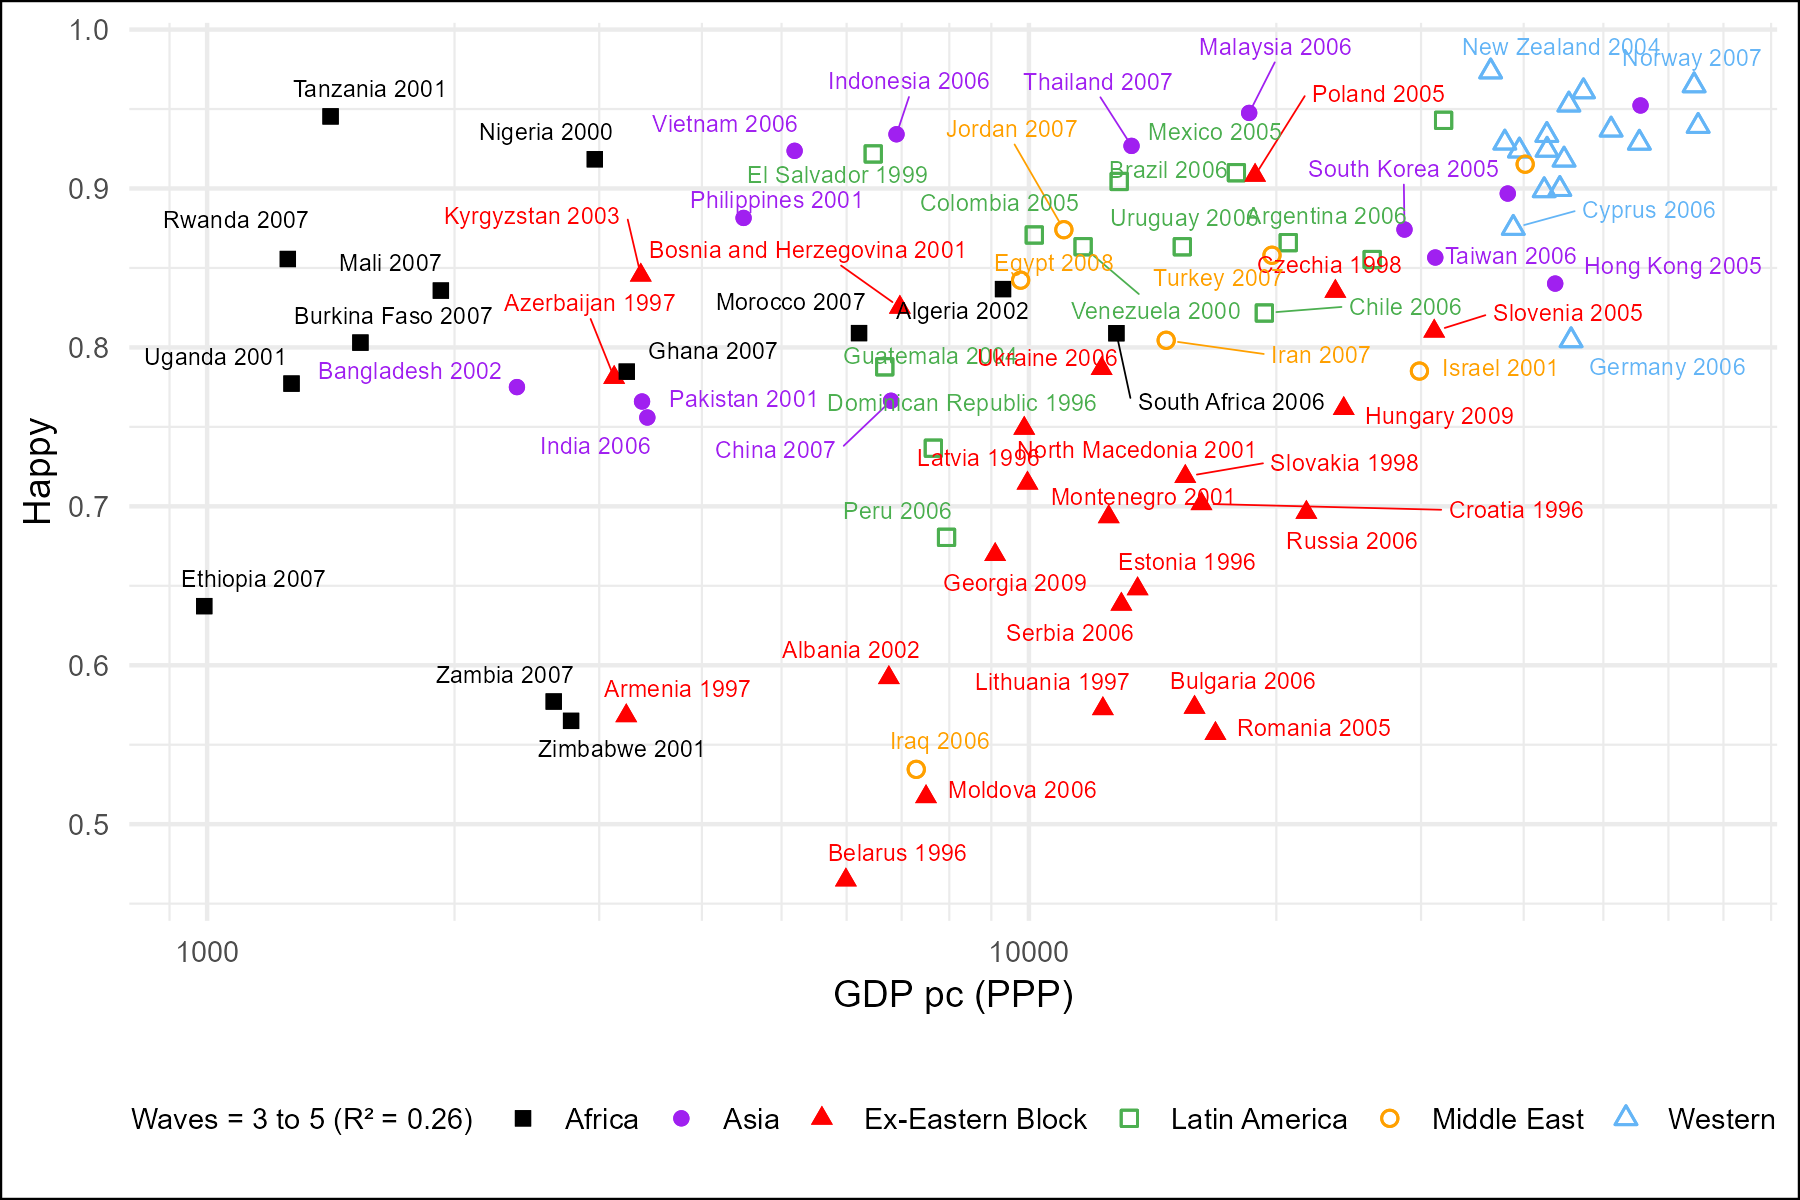 1.0
0.9
0.8
0.7
0.6
0.5
Happy
New Zealand 2004
Malaysia 2006
Norway 2007
Indonesia 2006
Thailand 2007
Tanzania 2001
Poland 2005
Vietnam 2006
Jordan 2007
Nigeria 2000
Mexico 2005
El Salvador 1999
Brazil 2006
South Korea 2005
Philippines 2001
Colombia 2005
Cyprus 2006
Rwanda 2007
Kyrgyzstan 2003
Uruguay 2006
Argentina 2006
Bosnia and Herzegovina 2001
Taiwan 2006
Mali 2007
Egypt 2008
Czechia 1998
Hong Kong 2005
Turkey 2007
Azerbaijan 1997
Morocco 2007
Algeria 2002
Venezuela 2000
Chile 2006
Slovenia 2005
Burkina Faso 2007
Uganda 2001
Ghana 2007
Guatemala 2004
Ukraine 2006
Iran 2007
Bangladesh 2002
Israel 2001
Germany 2006
Pakistan 2001
Dominican Republic 1996
South Africa 2006
Hungary 2009
India 2006
China 2007
Latvia 1996
North Macedonia 2001
Slovakia 1998
Montenegro 2001
Croatia 1996
Peru 2006
Russia 2006
Estonia 1996
Ethiopia 2007
Georgia 2009
Serbia 2006
Albania 2002
Zambia 2007
Armenia 1997
Lithuania 1997
Bulgaria 2006
Romania 2005
Zimbabwe 2001
Iraq 2006
Moldova 2006
Belarus 1996
1000
10000
GDP pc (PPP)
Waves = 3 to 5 (R² = 0.26) Africa Asia Ex-Eastern Block Latin America Middle East Western